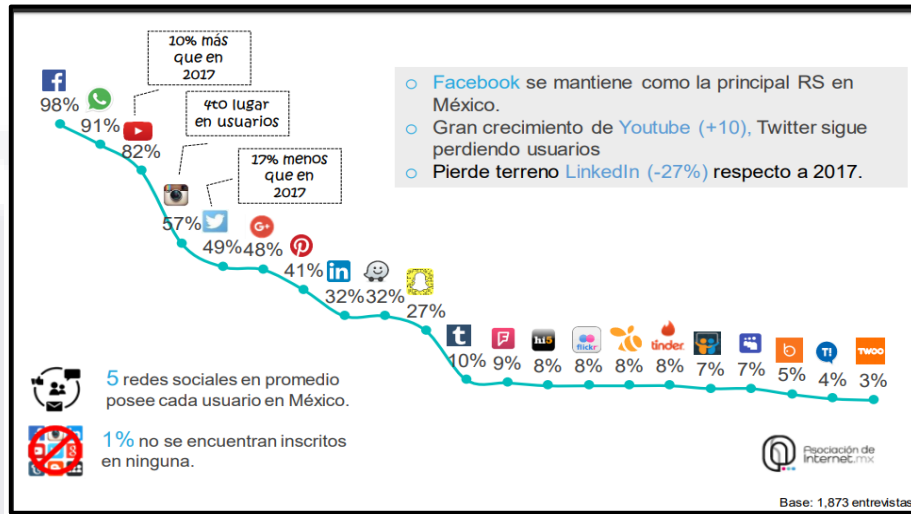 10% más
que en
2017
4to lugar
en usuarios
17% menos
que en
2017
98%
91%
82%
57%
49%
48%
41%
32%
32%
27%
10%
9%
8%
8%
8%
8%
7%
7%
5%
4%
3%
hi5
flickr
tinder
T!
TWOO
o Facebook se mantiene como la principal RS en
México.
o Gran crecimiento de Youtube (+10), Twitter sigue
perdiendo usuarios
o Pierde terreno LinkedIn (-27%) respecto a 2017.
5 redes sociales en promedio
posee cada usuario en México.
1% no se encuentran inscritos
en ninguna.
Asociación de
Internet.mx
Base: 1,873 entrevistas